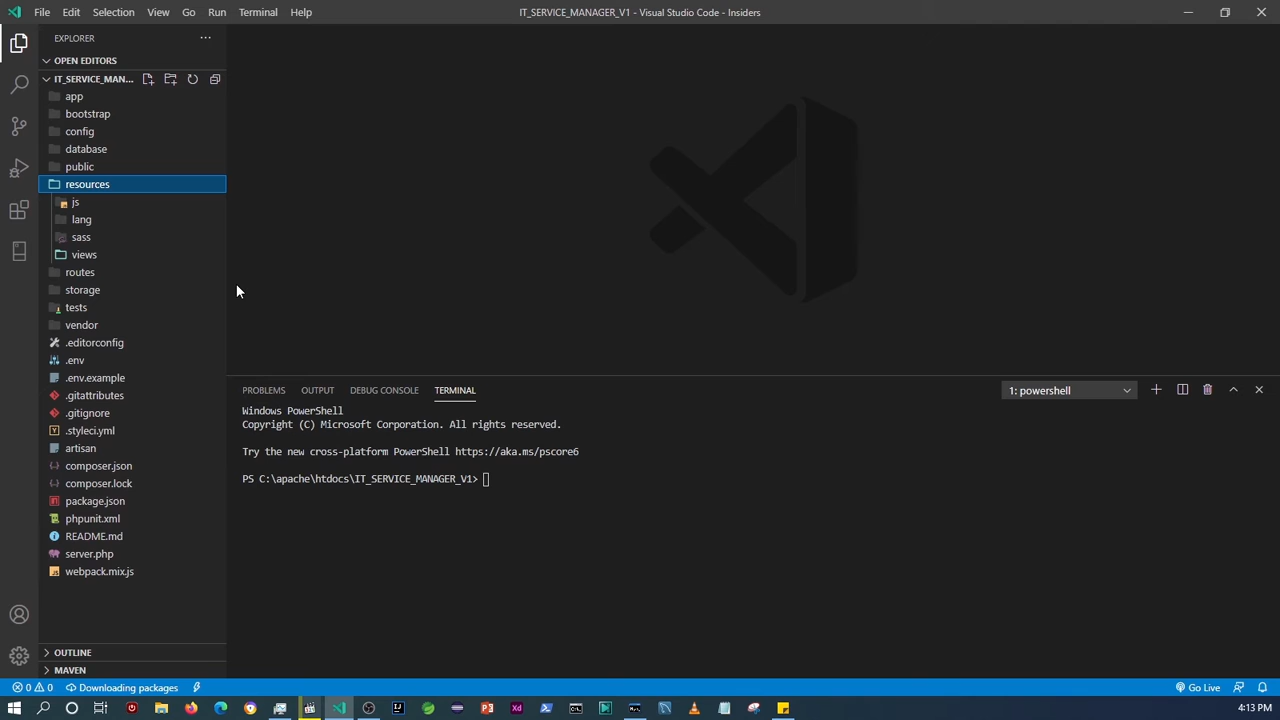 File Edit Selection View Go Run Terminal Help IT_SERVICE_MANAGER_V1 - Visual Studio Code - Insiders
EXPLORER
OPEN EDITORS
IT_SERVICE_MAN...
app
bootstrap
config
database
public
resources
js
lang
sass
views
routes
storage
tests
vendor
.editorconfig
.env
.env.example
.gitattributes
.gitignore
.styleci.yml
artisan
composer.json
composer.lock
package.json
phpunit.xml
README.md
server.php
webpack.mix.js
OUTLINE
MAVEN
PROBLEMS OUTPUT DEBUG CONSOLE TERMINAL 1: powershell
Windows PowerShell
Copyright (C) Microsoft Corporation. All rights reserved.
Try the new cross-platform PowerShell https://aka.ms/pscore6
PS C:\apache\htdocs\IT_SERVICE_MANAGER_V1>
0 0 Downloading packages Go Live
4:13 PM